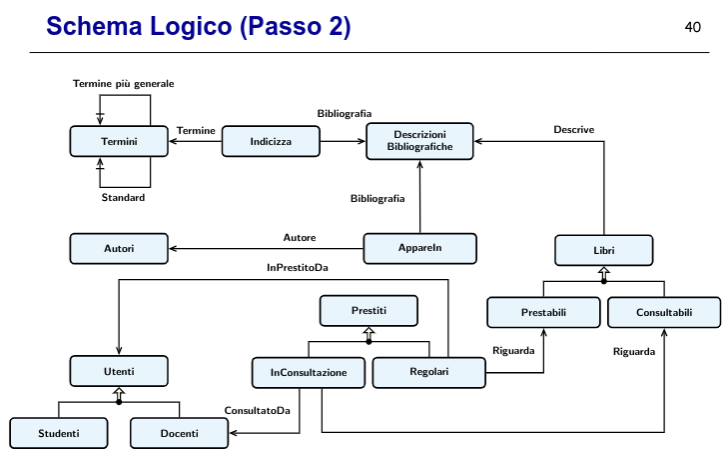 Schema Logico (Passo 2)
40
Termine più generale
Bibliografia
Termini
Termine
Indicizza
Descrizioni
Bibliografiche
Descrive
Standard
Bibliografia
Autori
Autore
AppareIn
Libri
InPrestitoDa
Prestiti
Prestabili
Consultabili
Utenti
InConsultazione
Regolari
Riguarda
Riguarda
ConsultatoDa
Studenti
Docenti